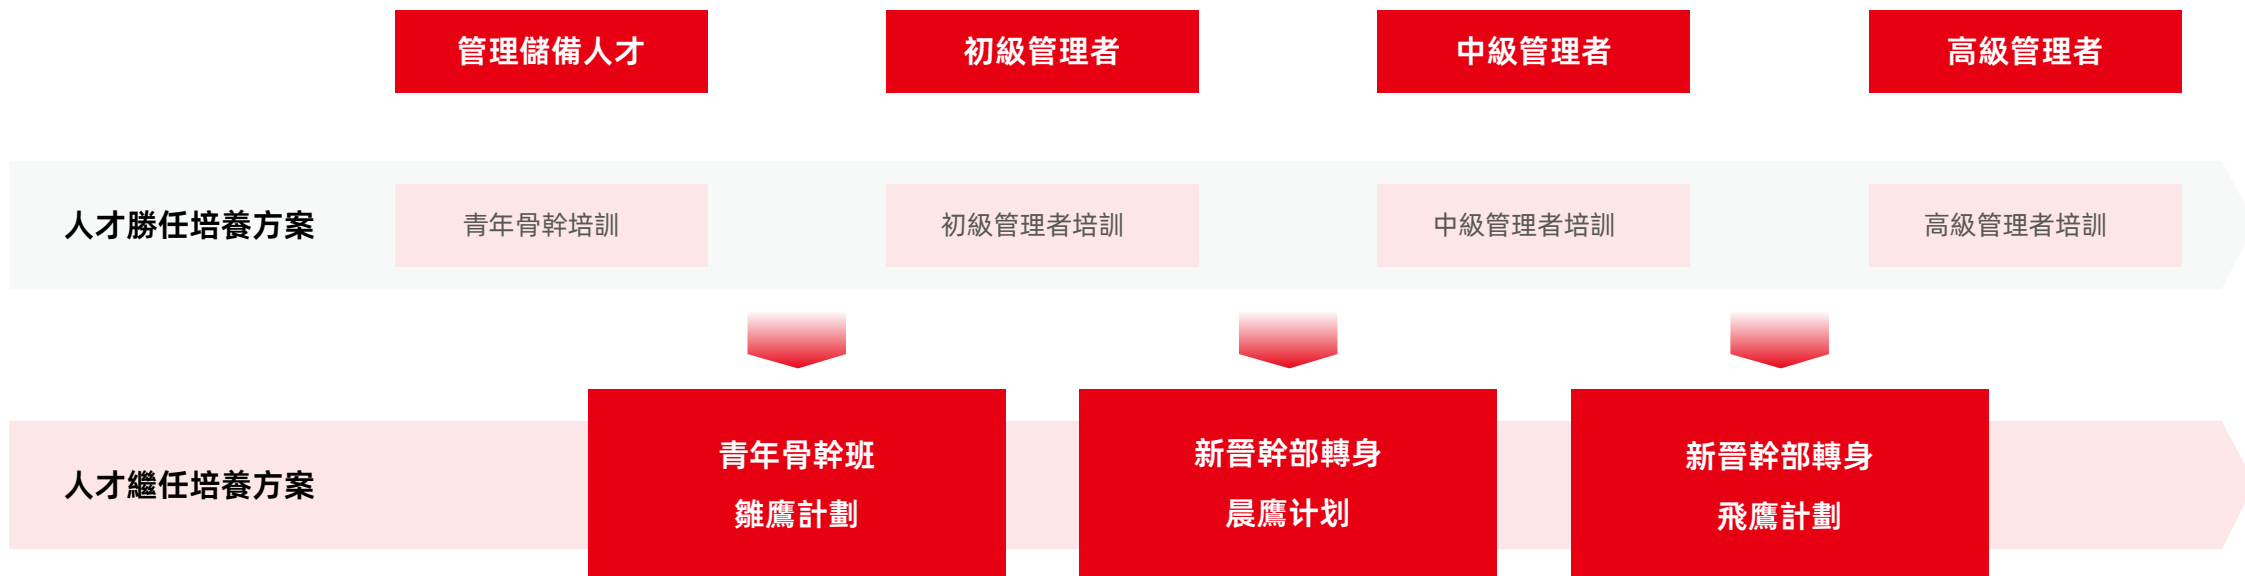 管理儲備人才
初級管理者
中級管理者
高級管理者
人才勝任培養方案
青年骨幹培訓
初級管理者培訓
中級管理者培訓
高級管理者培訓
人才繼任培養方案
青年骨幹班
雛鷹計劃
新晉幹部轉身
晨鷹计划
新晉幹部轉身
飛鷹計劃